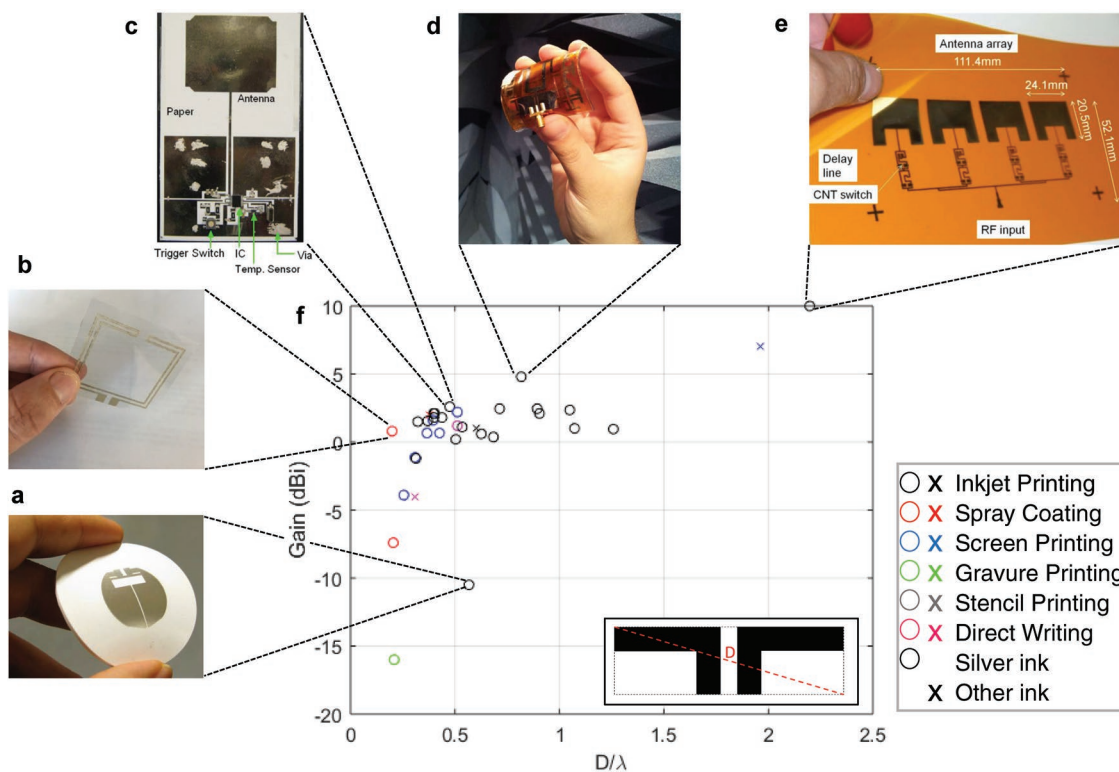 c
Paper
Antenna
Trigger Switch
IC
Temp. Sensor
Via
d
e
Antenna array
111.4mm
24.1mm
20.5mm
52.1mm
Delay
line
CNT switch
RF input
b
a
f
Gain (dBi)
10
5
0
-5
-10
-15
-20
0
0.5
1
1.5
2
2.5
D/λ
D
O X Inkjet Printing
O X Spray Coating
O X Screen Printing
O X Gravure Printing
O X Stencil Printing
O X Direct Writing
O Silver ink
X Other ink